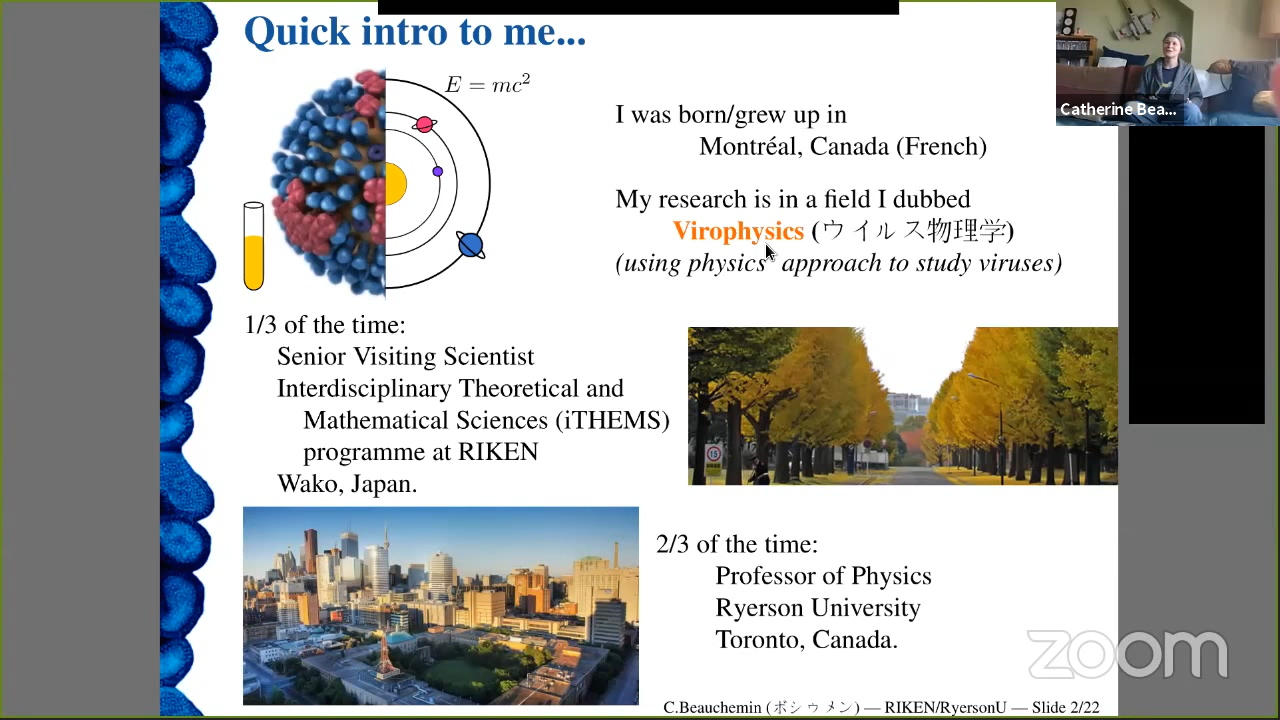 Quick intro to me...
E = mc²
I was born/grew up in
Montréal, Canada (French)
My research is in a field I dubbed
Virophysics (ウイルス物理学)
(using physics' approach to study viruses)
1/3 of the time:
Senior Visiting Scientist
Interdisciplinary Theoretical and
Mathematical Sciences (iTHEMS)
programme at RIKEN
Wako, Japan.
15
2/3 of the time:
Professor of Physics
Ryerson University
Toronto, Canada.
C.Beauchemin (ボシゥメン) — RIKEN/RyersonU — Slide 2/22
Catherine Bea...
zoom